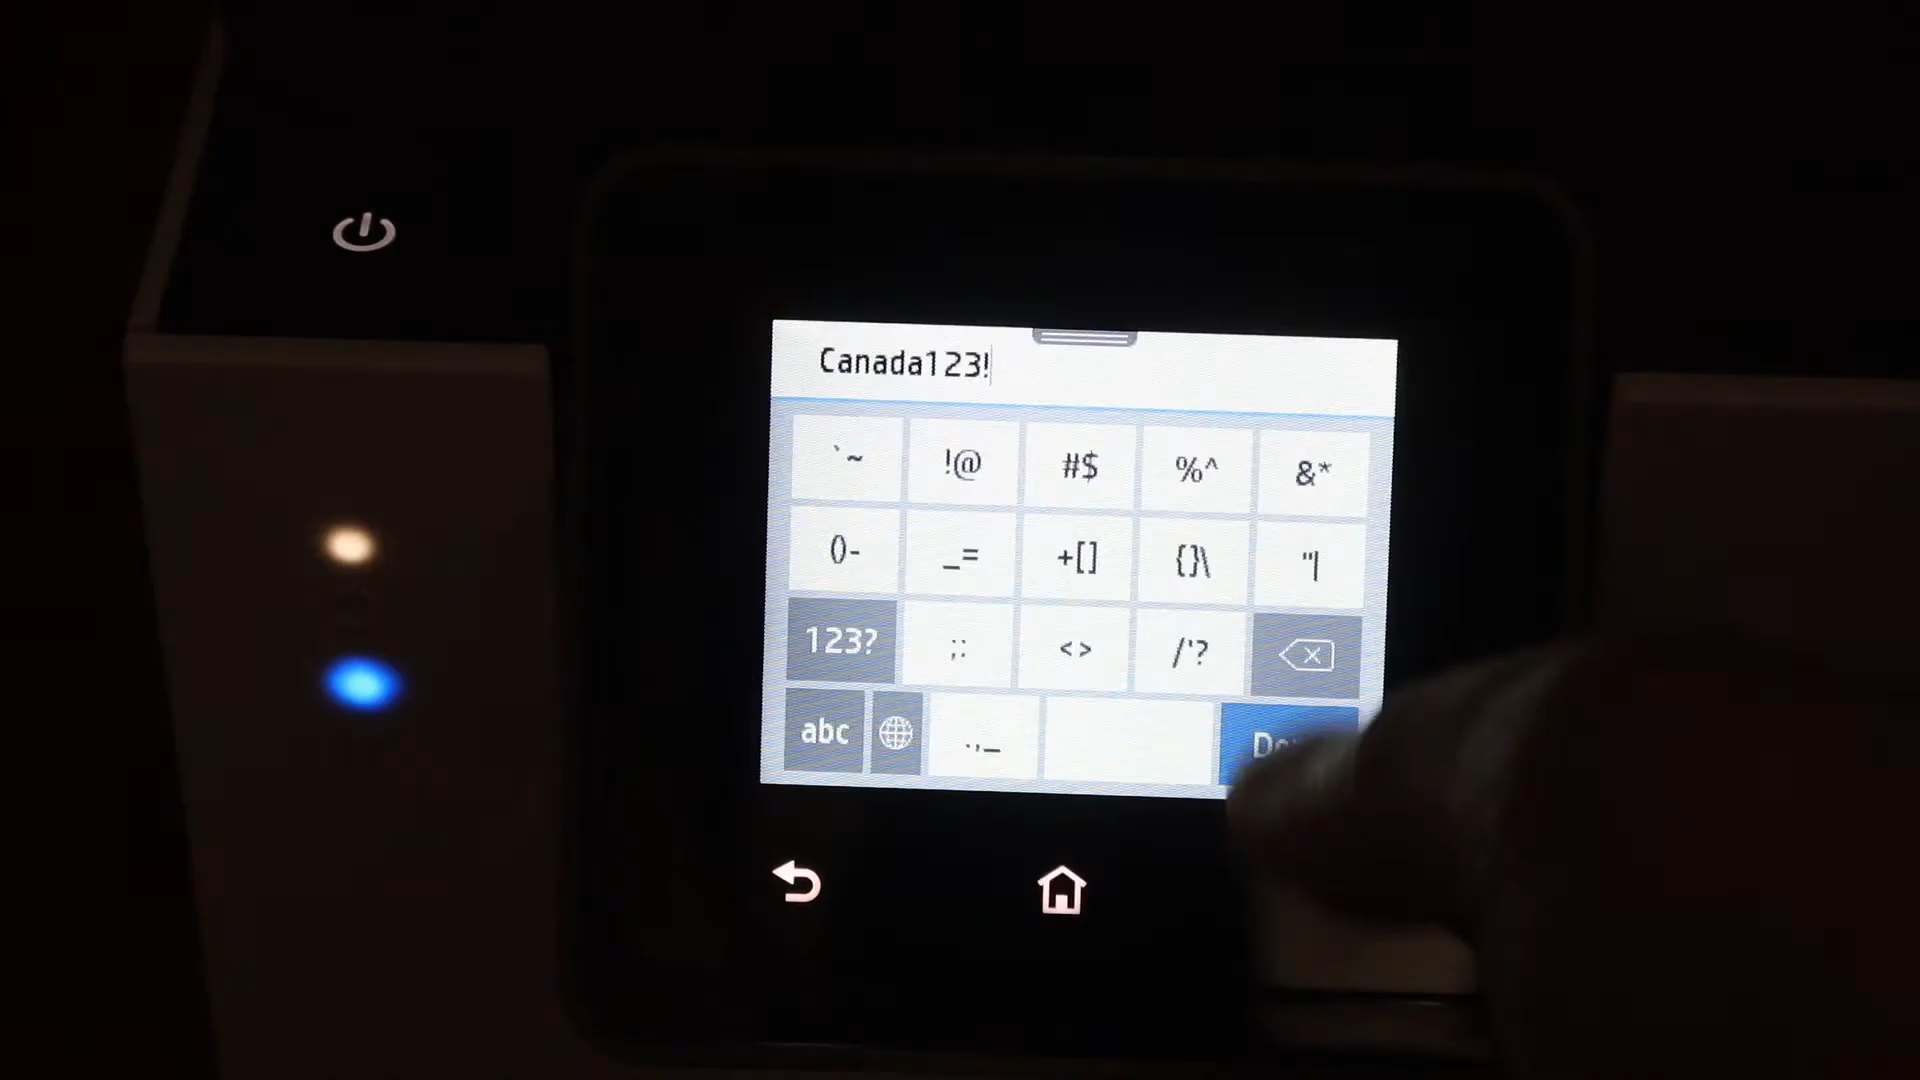 Canada123!
`~ !@ #$ %^ &*
()- _= +[] {}\ "|
123? ;: <> /'?
abc .,_